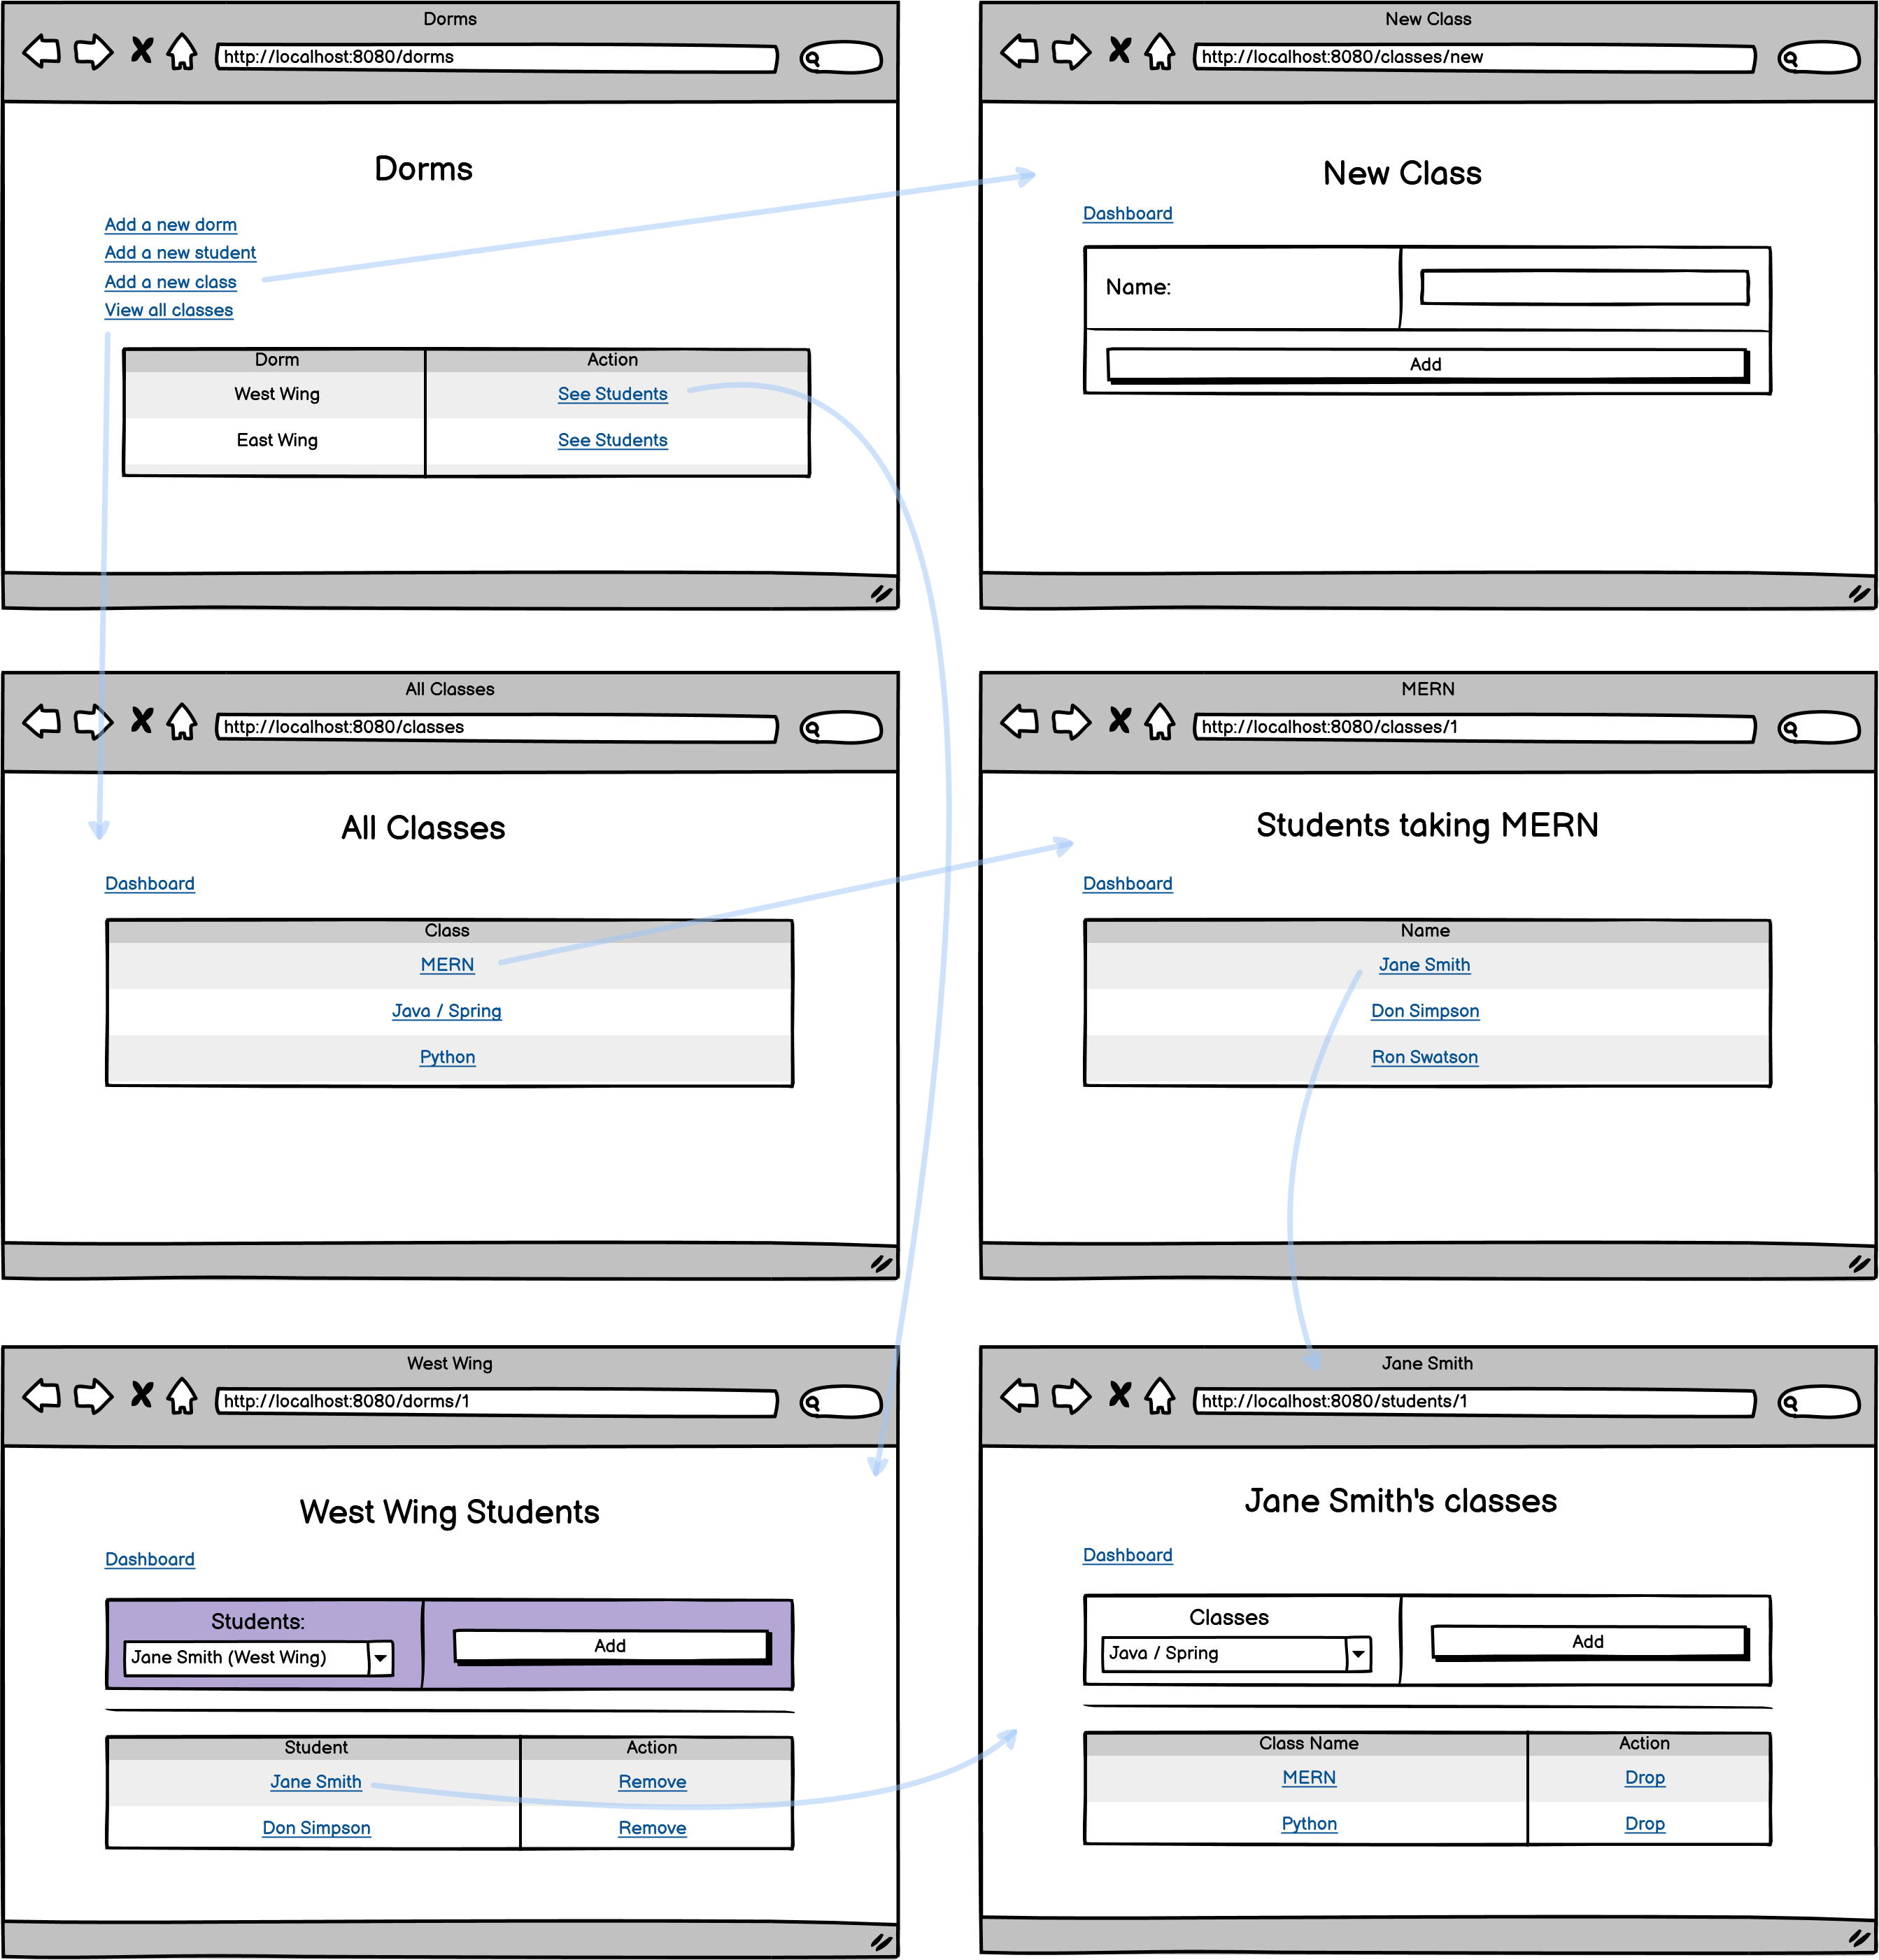 Dorms
http://localhost:8080/dorms
Dorms
Add a new dorm
Add a new student
Add a new class
View all classes
Dorm Action
West Wing See Students
East Wing See Students
New Class
http://localhost:8080/classes/new
New Class
Dashboard
Name:
Add
All Classes
http://localhost:8080/classes
All Classes
Dashboard
Class
MERN
Java / Spring
Python
MERN
http://localhost:8080/classes/1
Students taking MERN
Dashboard
Name
Jane Smith
Don Simpson
Ron Swatson
West Wing
http://localhost:8080/dorms/1
West Wing Students
Dashboard
Students:
Jane Smith (West Wing)
Add
Student Action
Jane Smith Remove
Don Simpson Remove
Jane Smith
http://localhost:8080/students/1
Jane Smith's classes
Dashboard
Classes
Java / Spring
Add
Class Name Action
MERN Drop
Python Drop